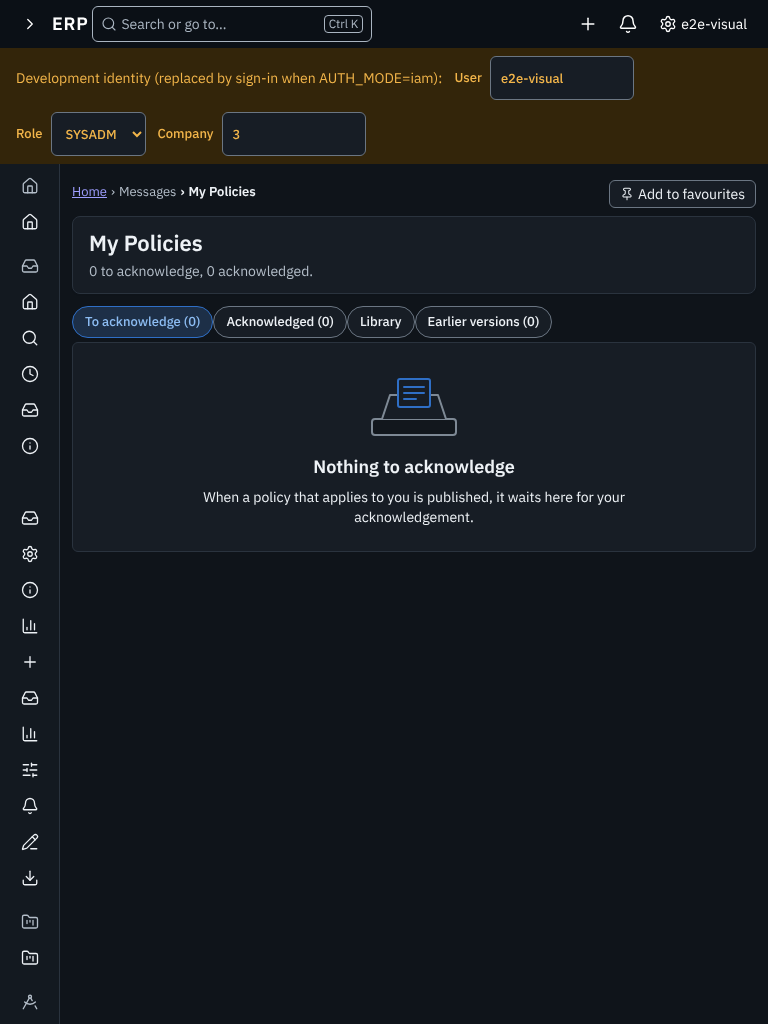 ERP
Search or go to...
Ctrl K
e2e-visual
Development identity (replaced by sign-in when AUTH_MODE=iam):
User
e2e-visual
Role
SYSADM
Company
3
Home › Messages › My Policies
Add to favourites
My Policies
0 to acknowledge, 0 acknowledged.
To acknowledge (0)
Acknowledged (0)
Library
Earlier versions (0)
Nothing to acknowledge
When a policy that applies to you is published, it waits here for your
acknowledgement.